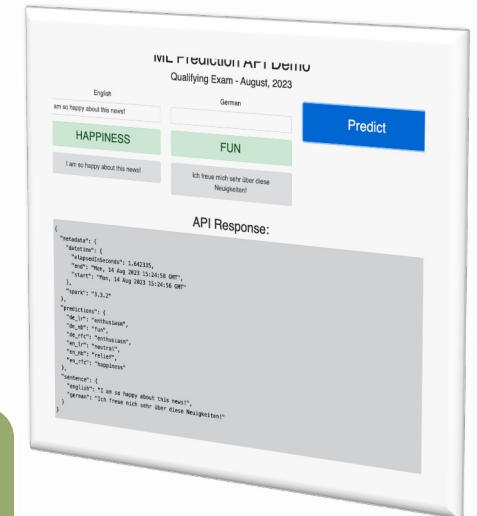 ML Prediction API Demo
Qualifying Exam - August, 2023
English
German
am so happy about this news!
Predict
HAPPINESS
FUN
I am so happy about this news!
Ich freue mich sehr über diese
Neuigkeiten!
API Response:
{
"metadata": {
"datetime": {
"elapsedInSeconds": 1.642335,
"end": "Mon, 14 Aug 2023 15:24:58 GMT",
"start": "Mon, 14 Aug 2023 15:24:56 GMT"
},
"spark": "3.3.2"
},
"predictions": {
"de_lr": "enthusiasm",
"de_nb": "fun",
"de_rfc": "enthusiasm",
"en_lr": "neutral",
"en_nb": "relief",
"en_rfc": "happiness"
},
"sentence": {
"english": "I am so happy about this news!",
"german": "Ich freue mich sehr über diese Neuigkeiten!"
}
}